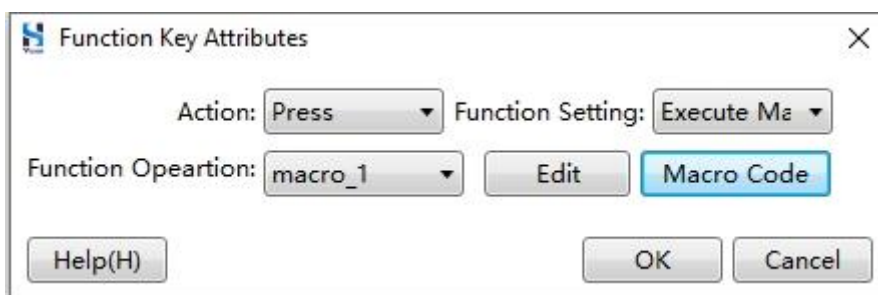 Function Key Attributes
Action: Press Function Setting: Execute Ma
Function Opeartion: macro_1 Edit Macro Code
Help(H) OK Cancel